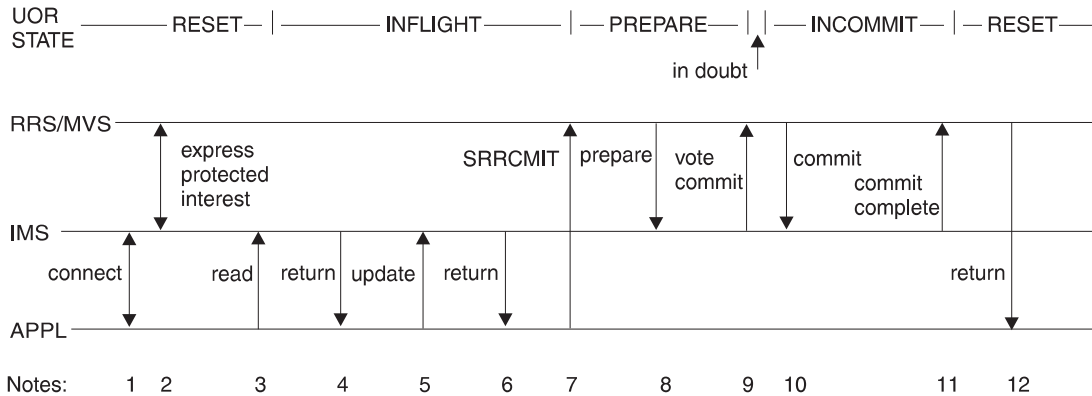 UOR
STATE
RESET
INFLIGHT
PREPARE
INCOMMIT
RESET
in doubt
RRS/MVS
express
protected
interest
SRRCMIT
prepare
vote
commit
commit
commit
complete
IMS
connect
read
return
update
return
return
APPL
Notes: 1 2 3 4 5 6 7 8 9 10 11 12